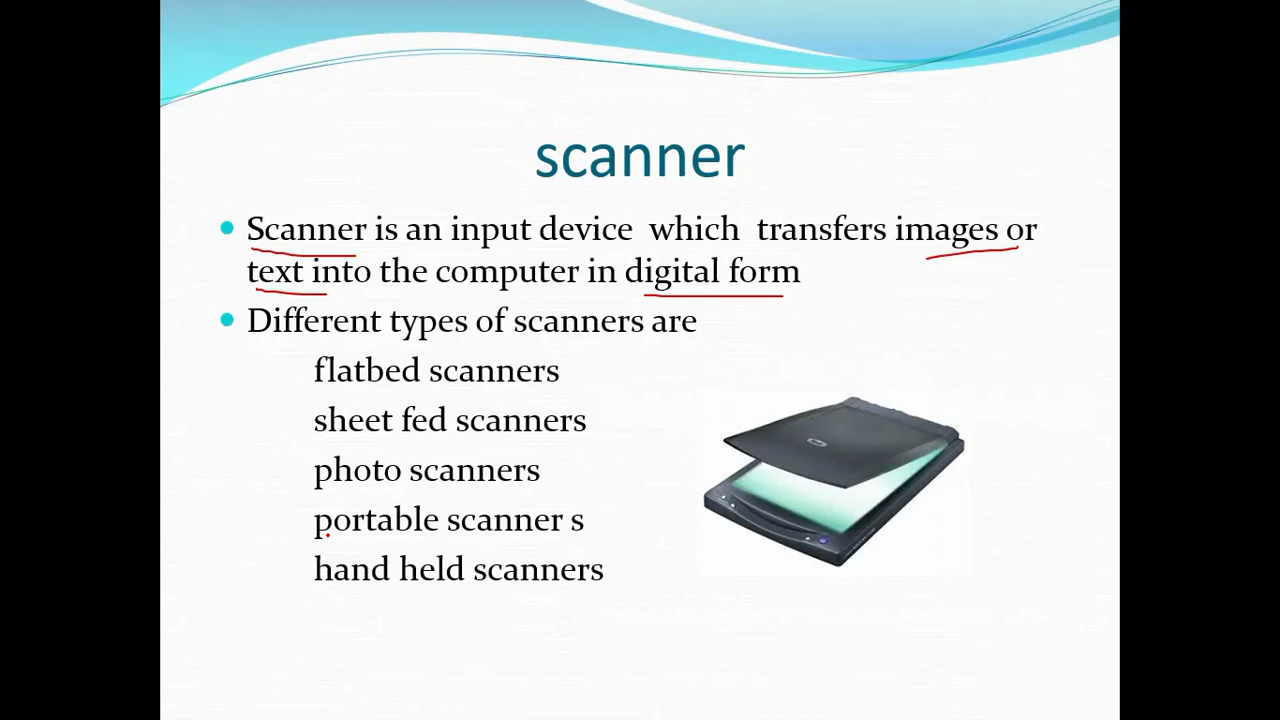 scanner
Scanner is an input device which transfers images or
text into the computer in digital form
Different types of scanners are
flatbed scanners
sheet fed scanners
photo scanners
portable scanner s
hand held scanners